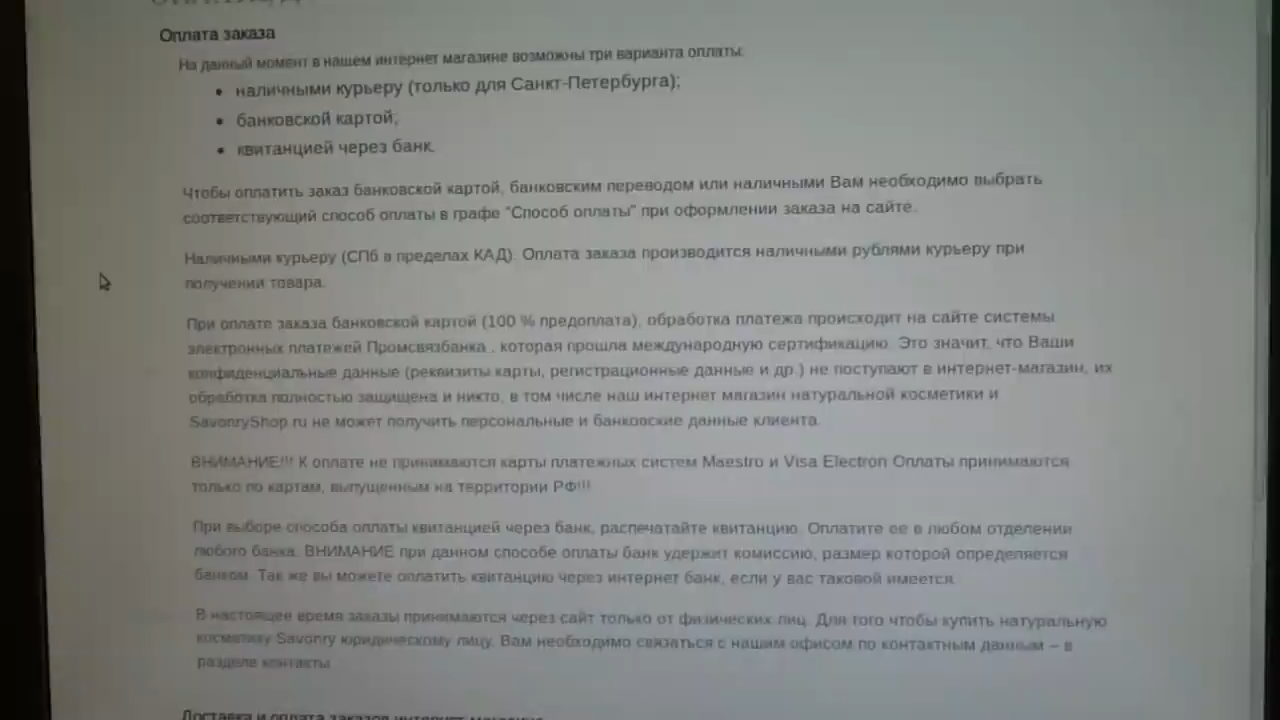 Оплата заказа
На данный момент в нашем интернет магазине возможны три варианта оплаты:
• наличными курьеру (только для Санкт-Петербурга);
• банковской картой;
• квитанцией через банк.
Чтобы оплатить заказ банковской картой, банковским переводом или наличными Вам необходимо выбрать
соответствующий способ оплаты в графе "Способ оплаты" при оформлении заказа на сайте.
Наличными курьеру (СПб в пределах КАД). Оплата заказа производится наличными рублями курьеру при
получении товара.
При оплате заказа банковской картой (100 % предоплата), обработка платежа происходит на сайте системы
электронных платежей Промсвязбанка , которая прошла международную сертификацию. Это значит, что Ваши
конфиденциальные данные (реквизиты карты, регистрационные данные и др.) не поступают в интернет-магазин, их
обработка полностью защищена и никто, в том числе наш интернет магазин натуральной косметики и
SavonryShop.ru не может получить персональные и банковские данные клиента.
ВНИМАНИЕ!!! К оплате не принимаются карты платежных систем Maestro и Visa Electron Оплаты принимаются
только по картам, выпущенным на территории РФ!!!
При выборе способа оплаты квитанцией через банк, распечатайте квитанцию. Оплатите ее в любом отделении
любого банка. ВНИМАНИЕ при данном способе оплаты банк удержит комиссию, размер которой определяется
банком. Так же вы можете оплатить квитанцию через интернет банк, если у вас таковой имеется.
В настоящее время заказы принимаются через сайт только от физических лиц. Для того чтобы купить натуральную
косметику Savonry юридическому лицу, Вам необходимо связаться с нашим офисом по контактным данным – в
разделе контакты.
Доставка и оплата заказов интернет-магазина